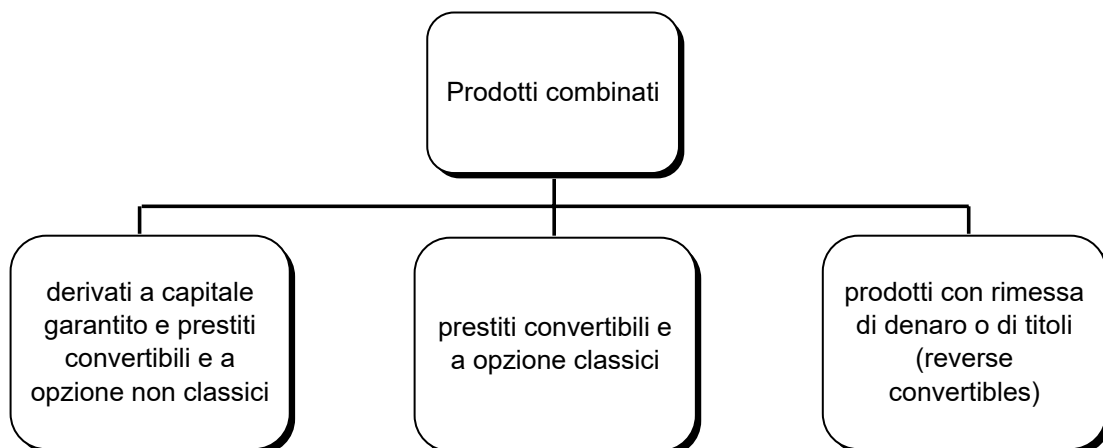 Prodotti combinati
derivati a capitale
garantito e prestiti
convertibili e a
opzione non classici
prestiti convertibili e
a opzione classici
prodotti con rimessa
di denaro o di titoli
(reverse
convertibles)